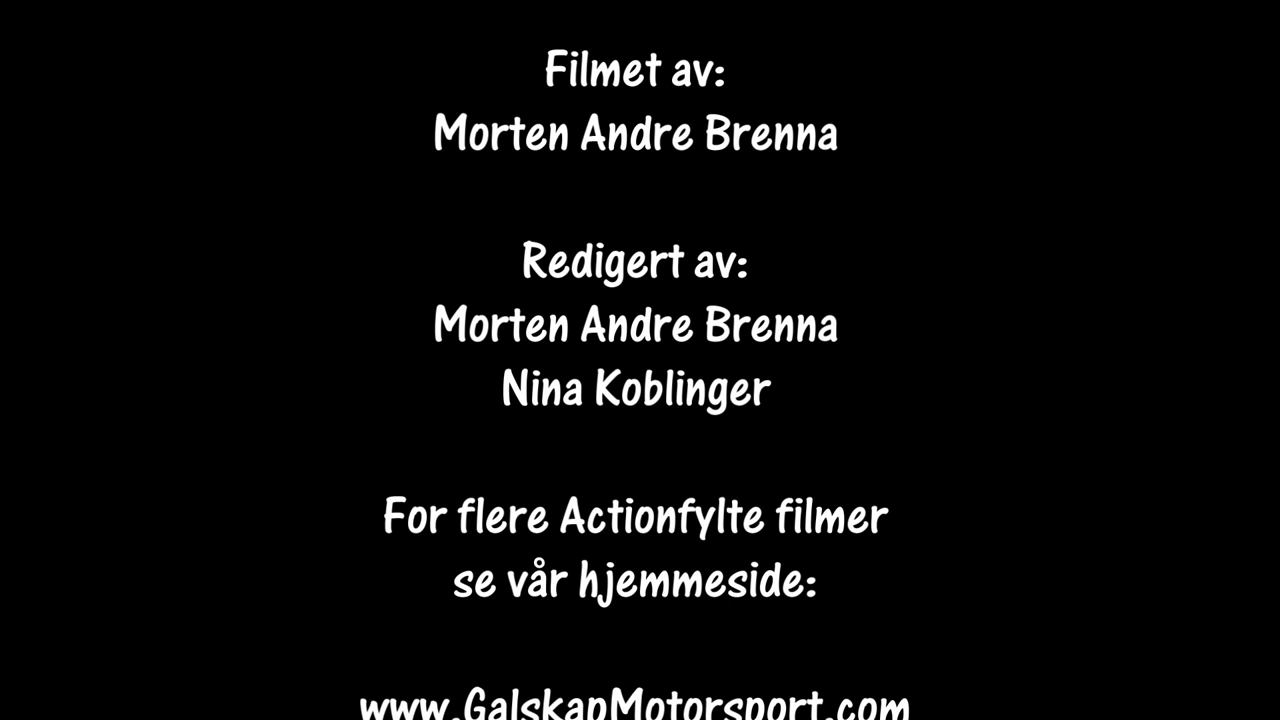 Filmet av:
Morten Andre Brenna
Redigert av:
Morten Andre Brenna
Nina Koblinger
For flere Actionfylte filmer
se vår hjemmeside:
www.GalskapMotorsport.com